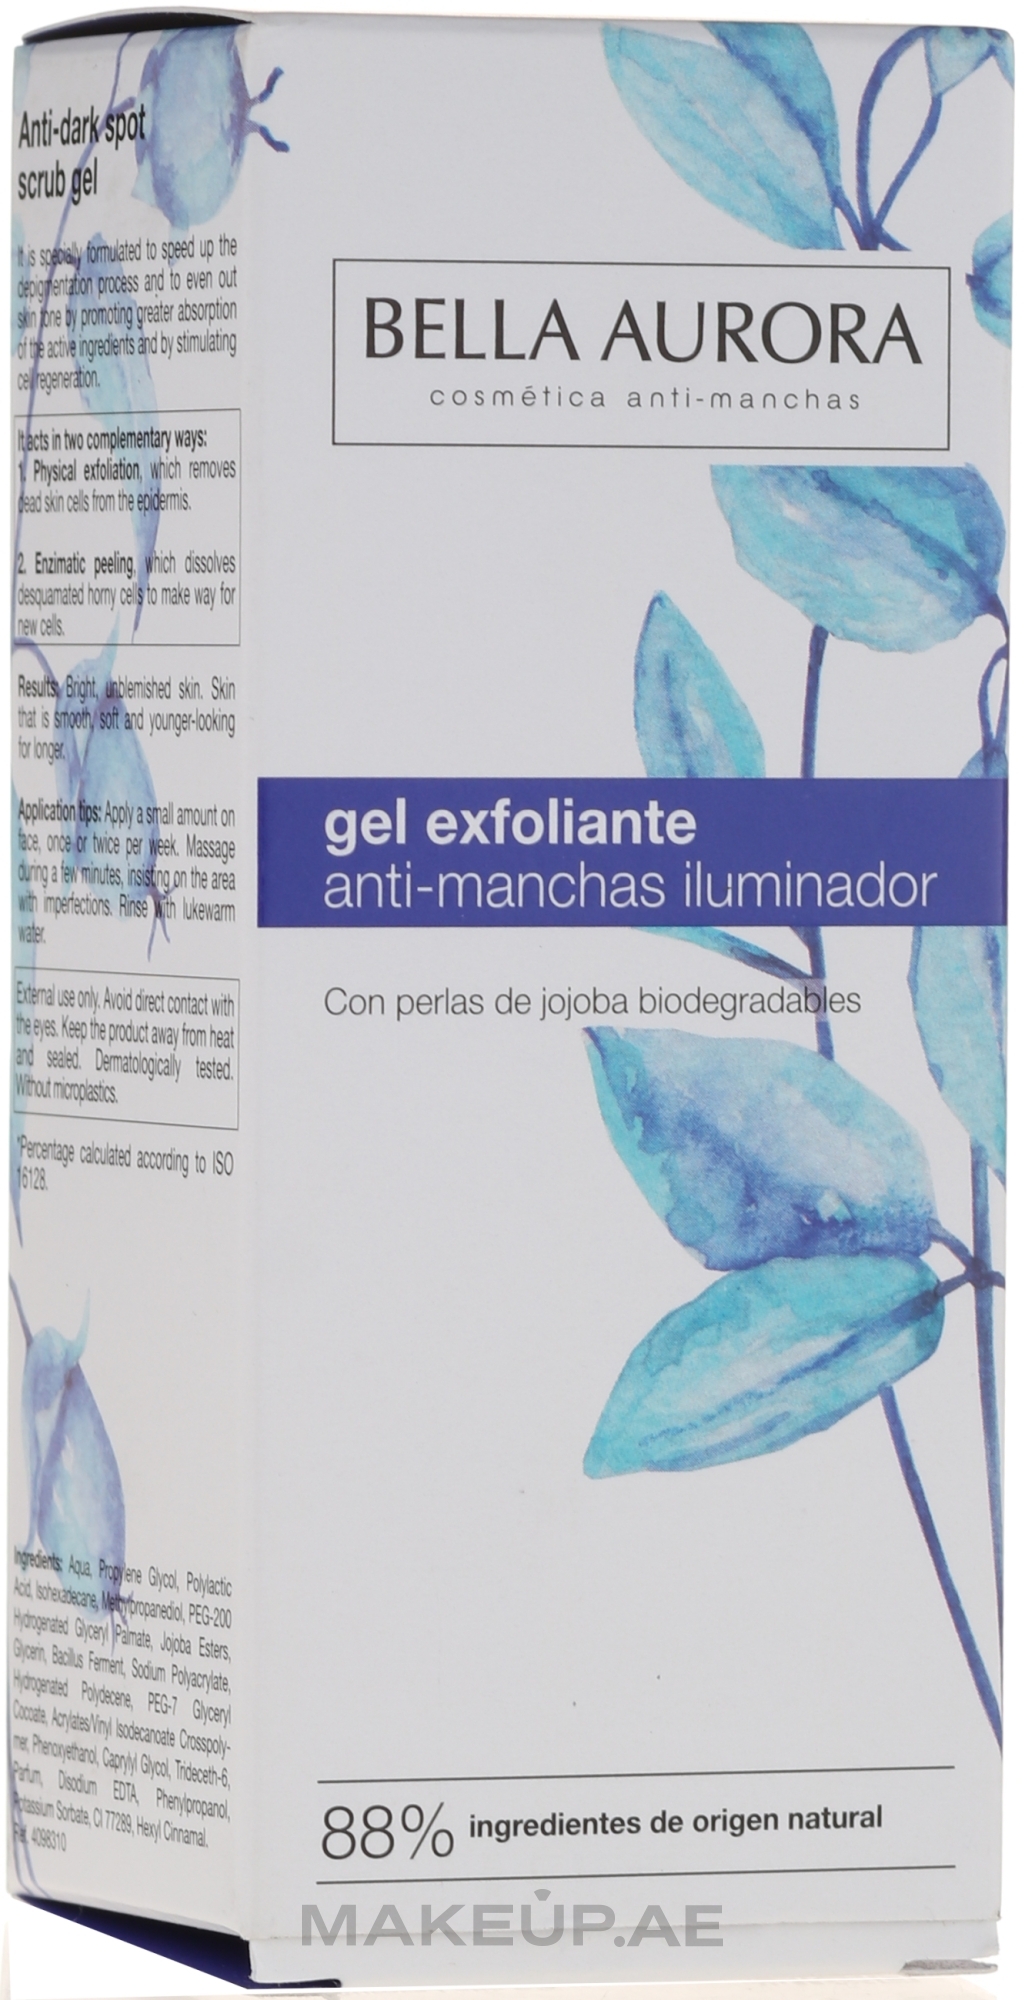 Anti-dark spot
scrub gel
It is specially formulated to speed up the
depigmentation process and to even out
skin tone by promoting greater absorption
of the active ingredients and by stimulating
cell regeneration.
It acts in two complementary ways:
1. Physical exfoliation, which removes
dead skin cells from the epidermis.
2. Enzimatic peeling, which dissolves
desquamated horny cells to make way for
new cells.
Results: Bright, unblemished skin. Skin
that is smooth, soft and younger-looking
for longer.
Application tips: Apply a small amount on
face, once or twice per week. Massage
during a few minutes, insisting on the area
with imperfections. Rinse with lukewarm
water.
External use only. Avoid direct contact with
the eyes. Keep the product away from heat
and sealed. Dermatologically tested.
Without microplastics.
*Percentage calculated according to ISO
16128.
Ingredients: Aqua, Propylene Glycol, Polylactic
Acid, Isohexadecane, Methylpropanediol, PEG-200
Hydrogenated Glyceryl Palmate, Jojoba Esters,
Glycerin, Bacillus Ferment, Sodium Polyacrylate,
Hydrogenated Polydecene, PEG-7 Glyceryl
Cocoate, Acrylates/Vinyl Isodecanoate Crosspoly-
mer, Phenoxyethanol, Caprylyl Glycol, Trideceth-6,
Parfum, Disodium EDTA, Phenylpropanol,
Potassium Sorbate, CI 77289, Hexyl Cinnamal.
Ref. 4098310
BELLA AURORA
cosmética anti-manchas
gel exfoliante
anti-manchas iluminador
Con perlas de jojoba biodegradables
88% ingredientes de origen natural
MAKEUP.AE